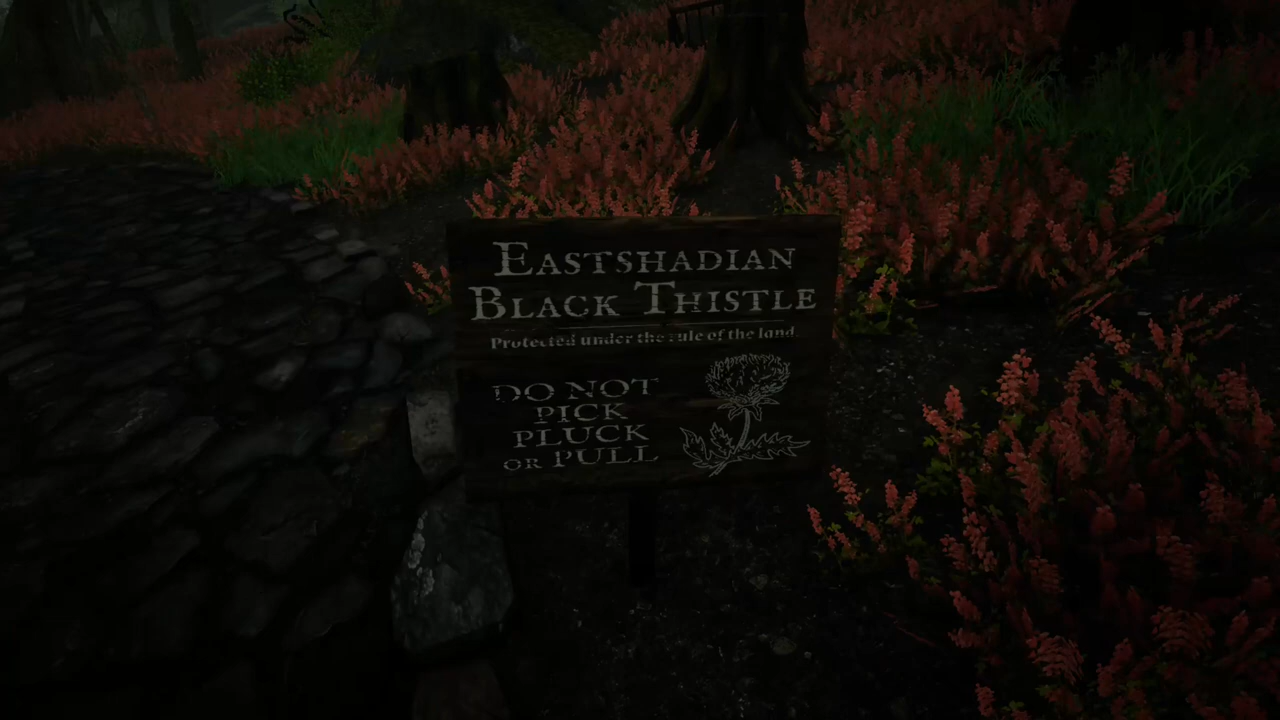 EASTSHADIAN
BLACK THISTLE
Protected under the rule of the land.
DO NOT
PICK
PLUCK
OR PULL